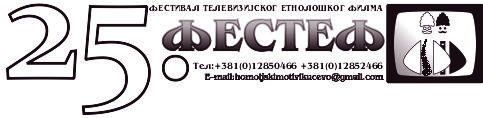 25.
ФЕСТИВАЛ ТЕЛЕВИЗИЈСКОГ ЕТНОЛОШКОГ ФИЛМА
ФЕСТЕФ
Тел:+381(0)12850466 +381(0)12852466
E-mail:homoljskimotivikucevo@gmail.com